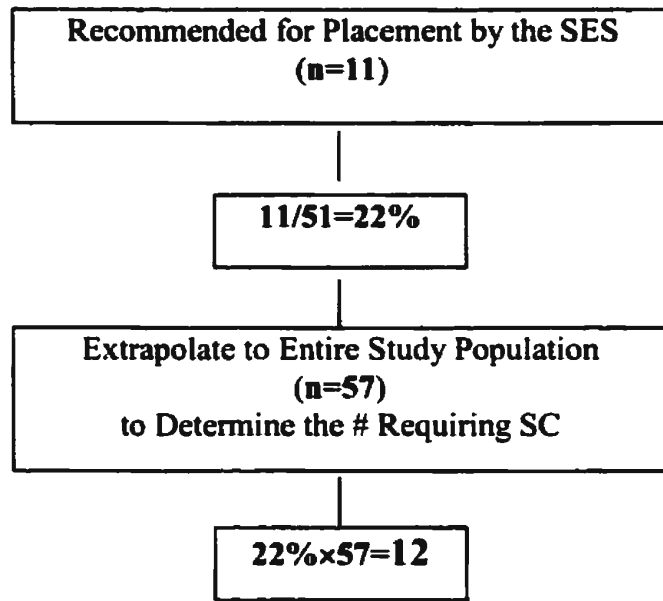 Recommended for Placement by the SES
(n=11)
11/51=22%
Extrapolate to Entire Study Population
(n=57)
to Determine the # Requiring SC
22%×57=12